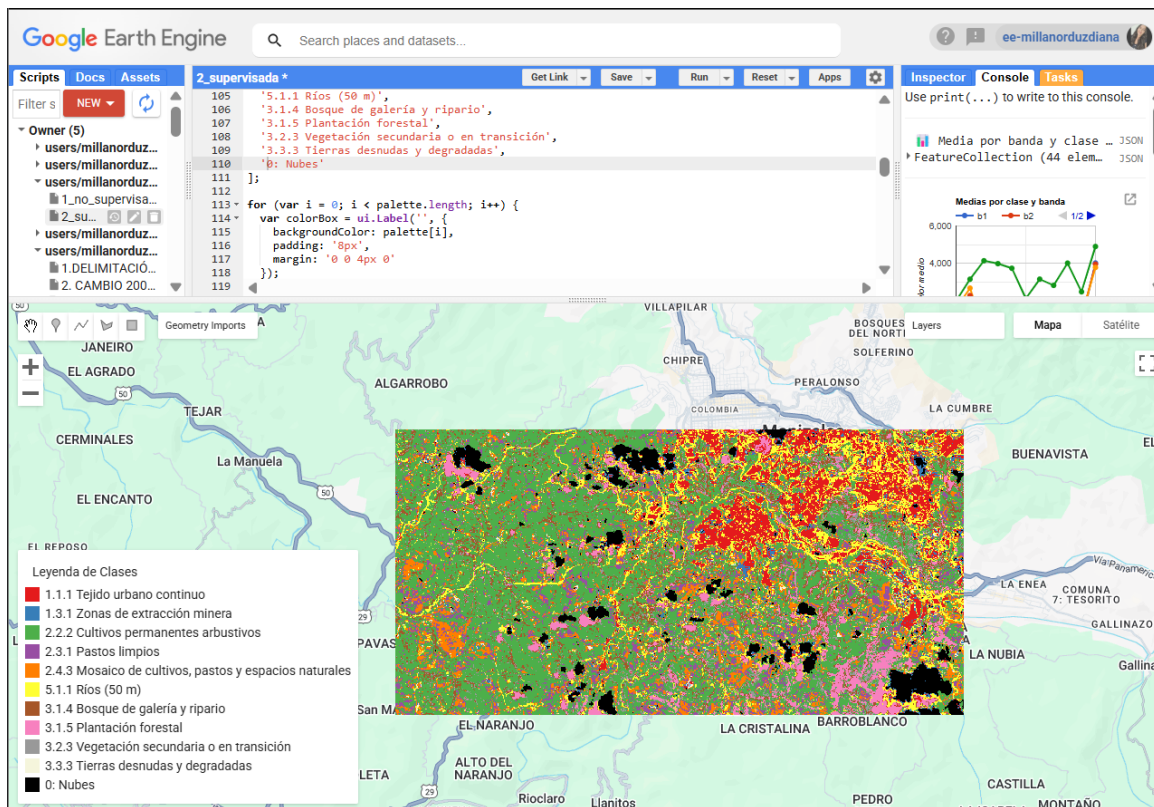 Google Earth Engine
Search places and datasets...
ee-millanorduzdiana
Scripts Docs Assets
Filter s
NEW
Owner (5)
users/millanorduz...
users/millanorduz...
users/millanorduz...
1_no_supervisa...
2_su...
users/millanorduz...
users/millanorduz...
1.DELIMITACIÓ...
2. CAMBIO 200...
2_supervisada *
Get Link Save Run Reset Apps
105 '5.1.1 Ríos (50 m)',
106 '3.1.4 Bosque de galería y ripario',
107 '3.1.5 Plantación forestal',
108 '3.2.3 Vegetación secundaria o en transición',
109 '3.3.3 Tierras desnudas y degradadas',
110 '0: Nubes'
111 ];
112
113 for (var i = 0; i < palette.length; i++) {
114 var colorBox = ui.Label('', {
115 backgroundColor: palette[i],
116 padding: '8px',
117 margin: '0 0 4px 0'
118 });
119
Inspector Console Tasks
Use print(...) to write to this console.
Media por banda y clase … JSON
FeatureCollection (44 elem… JSON
Medias por clase y banda
b1 b2 1/2
6,000
4,000
or medio
Geometry Imports
Layers
Mapa Satélite
50
VILLAPILAR
JANEIRO
EL AGRADO
50
ALGARROBO
TEJAR
CERMINALES
La Manuela
EL ENCANTO
50
EL REPOSO
CHIPRE
BOSQUES
DEL NORTI
SOLFERINO
PERALONSO
COLOMBIA
LA CUMBRE
BUENAVISTA
EL
LA ENEA
Vía Panameric
COMUNA
7: TESORITO
GALLINAZO
LA NUBIA
Gallina
29
PAVAS
San M
EL NARANJO
LA CRISTALINA
BARROBLANCO
29
LETA
ALTO DEL
NARANJO
Rioclaro
Llanitos
PEDRO
CASTILLA
MONTAÑO
Leyenda de Clases
1.1.1 Tejido urbano continuo
1.3.1 Zonas de extracción minera
2.2.2 Cultivos permanentes arbustivos
2.3.1 Pastos limpios
2.4.3 Mosaico de cultivos, pastos y espacios naturales
5.1.1 Ríos (50 m)
3.1.4 Bosque de galería y ripario
3.1.5 Plantación forestal
3.2.3 Vegetación secundaria o en transición
3.3.3 Tierras desnudas y degradadas
0: Nubes